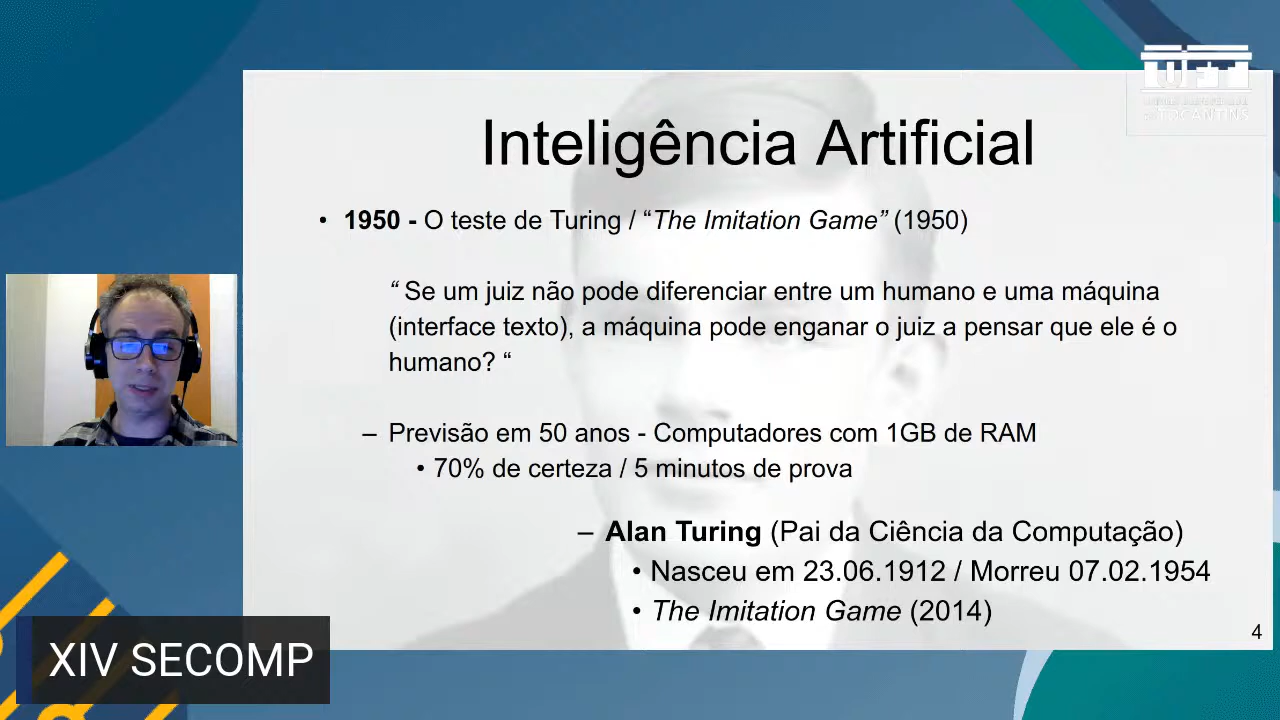 UFT
TOCANTINS
Inteligência Artificial
• 1950 - O teste de Turing / “The Imitation Game” (1950)
“ Se um juiz não pode diferenciar entre um humano e uma máquina
(interface texto), a máquina pode enganar o juiz a pensar que ele é o
humano? “
– Previsão em 50 anos - Computadores com 1GB de RAM
• 70% de certeza / 5 minutos de prova
– Alan Turing (Pai da Ciência da Computação)
• Nasceu em 23.06.1912 / Morreu 07.02.1954
• The Imitation Game (2014)
4
XIV SECOMP